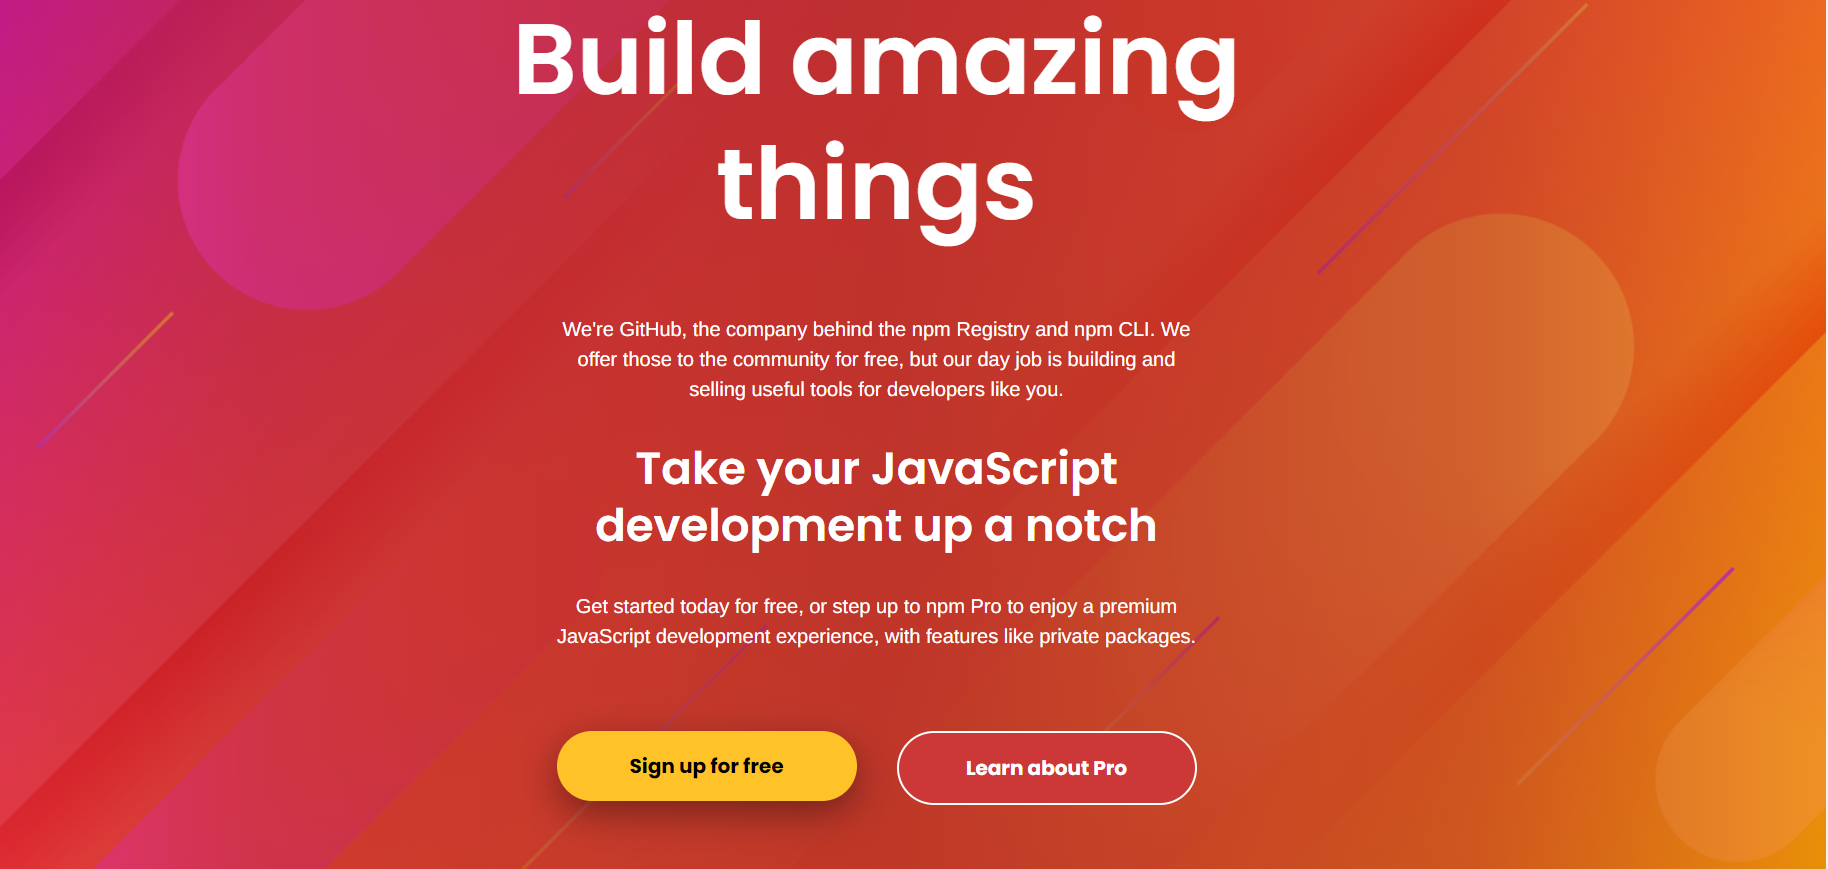 Build amazing
things
We're GitHub, the company behind the npm Registry and npm CLI. We
offer those to the community for free, but our day job is building and
selling useful tools for developers like you.
Take your JavaScript
development up a notch
Get started today for free, or step up to npm Pro to enjoy a premium
JavaScript development experience, with features like private packages.
Sign up for free
Learn about Pro